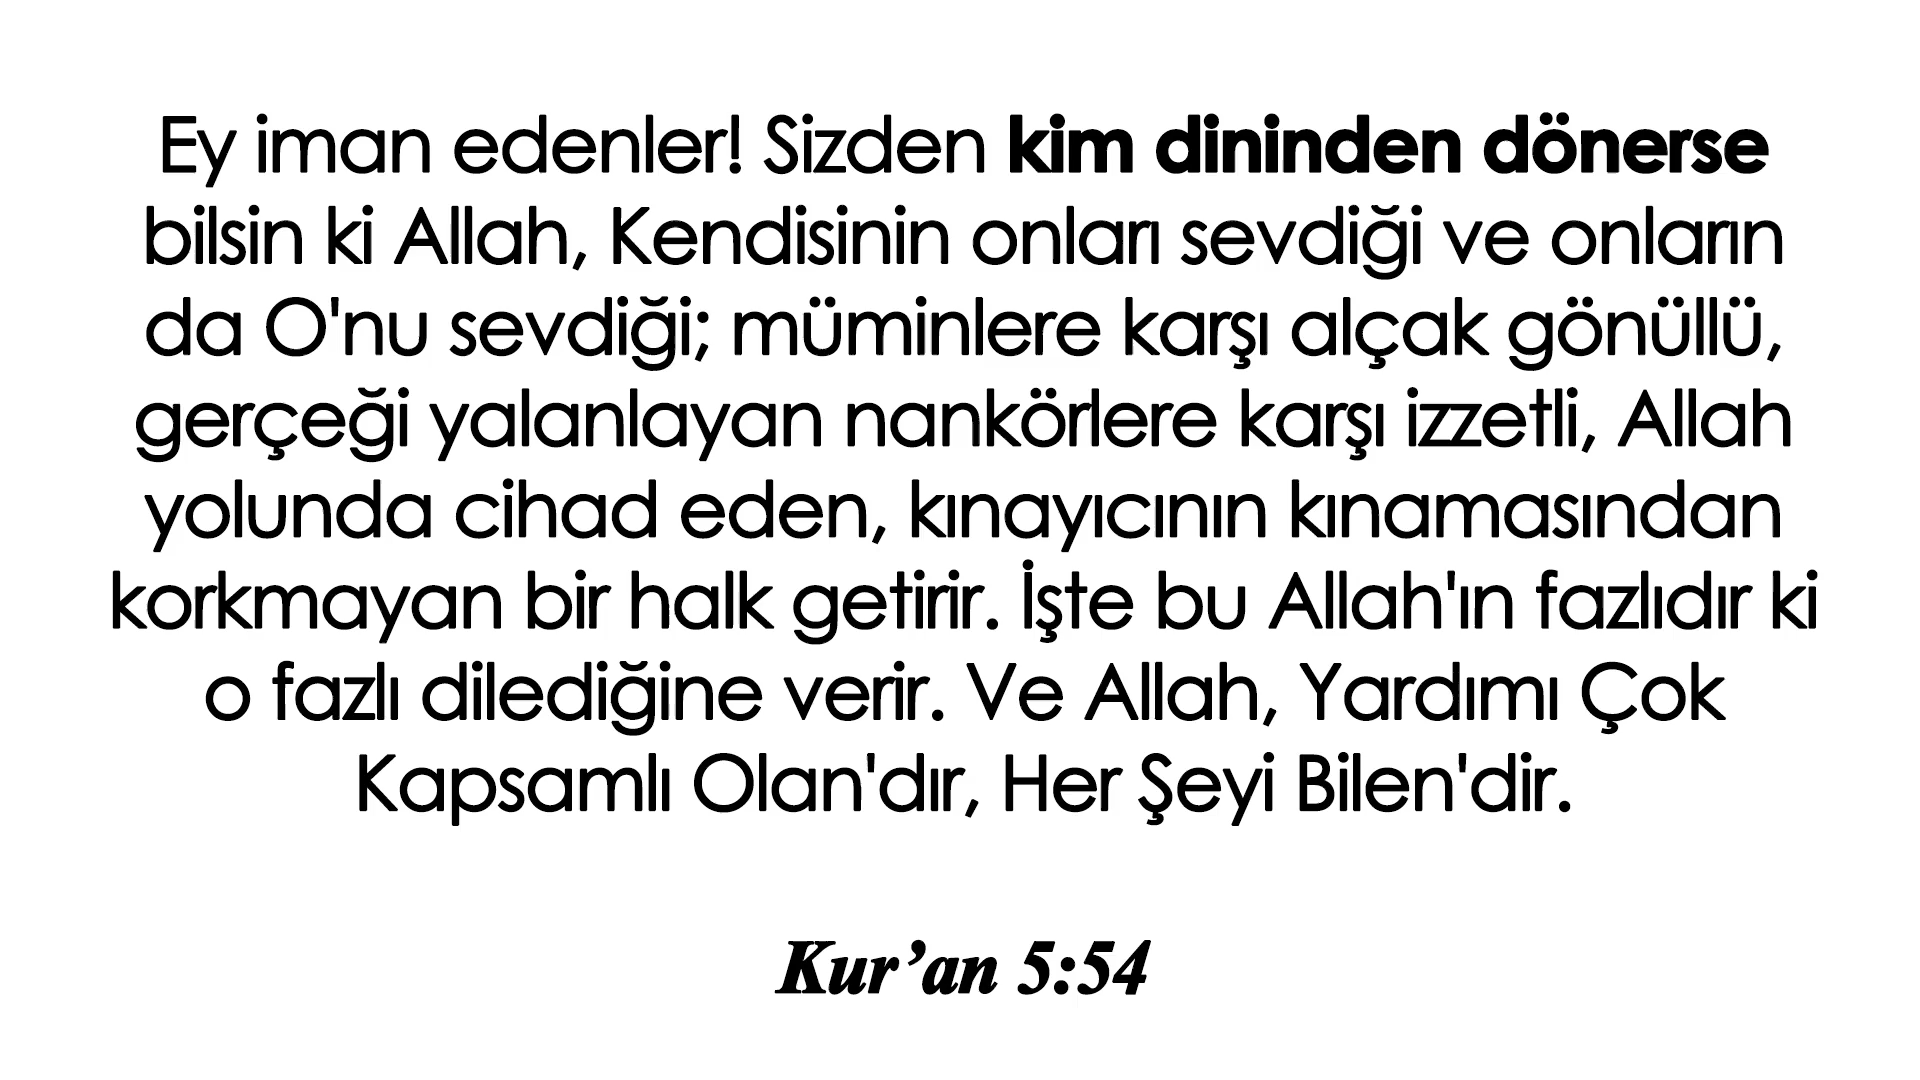 Ey iman edenler! Sizden kim dininden dönerse
bilsin ki Allah, Kendisinin onları sevdiği ve onların
da O'nu sevdiği; müminlere karşı alçak gönüllü,
gerçeği yalanlayan nankörlere karşı izzetli, Allah
yolunda cihad eden, kınayıcının kınamasından
korkmayan bir halk getirir. İşte bu Allah'ın fazlıdır ki
o fazlı dilediğine verir. Ve Allah, Yardımı Çok
Kapsamlı Olan'dır, Her Şeyi Bilen'dir.
Kur’an 5:54